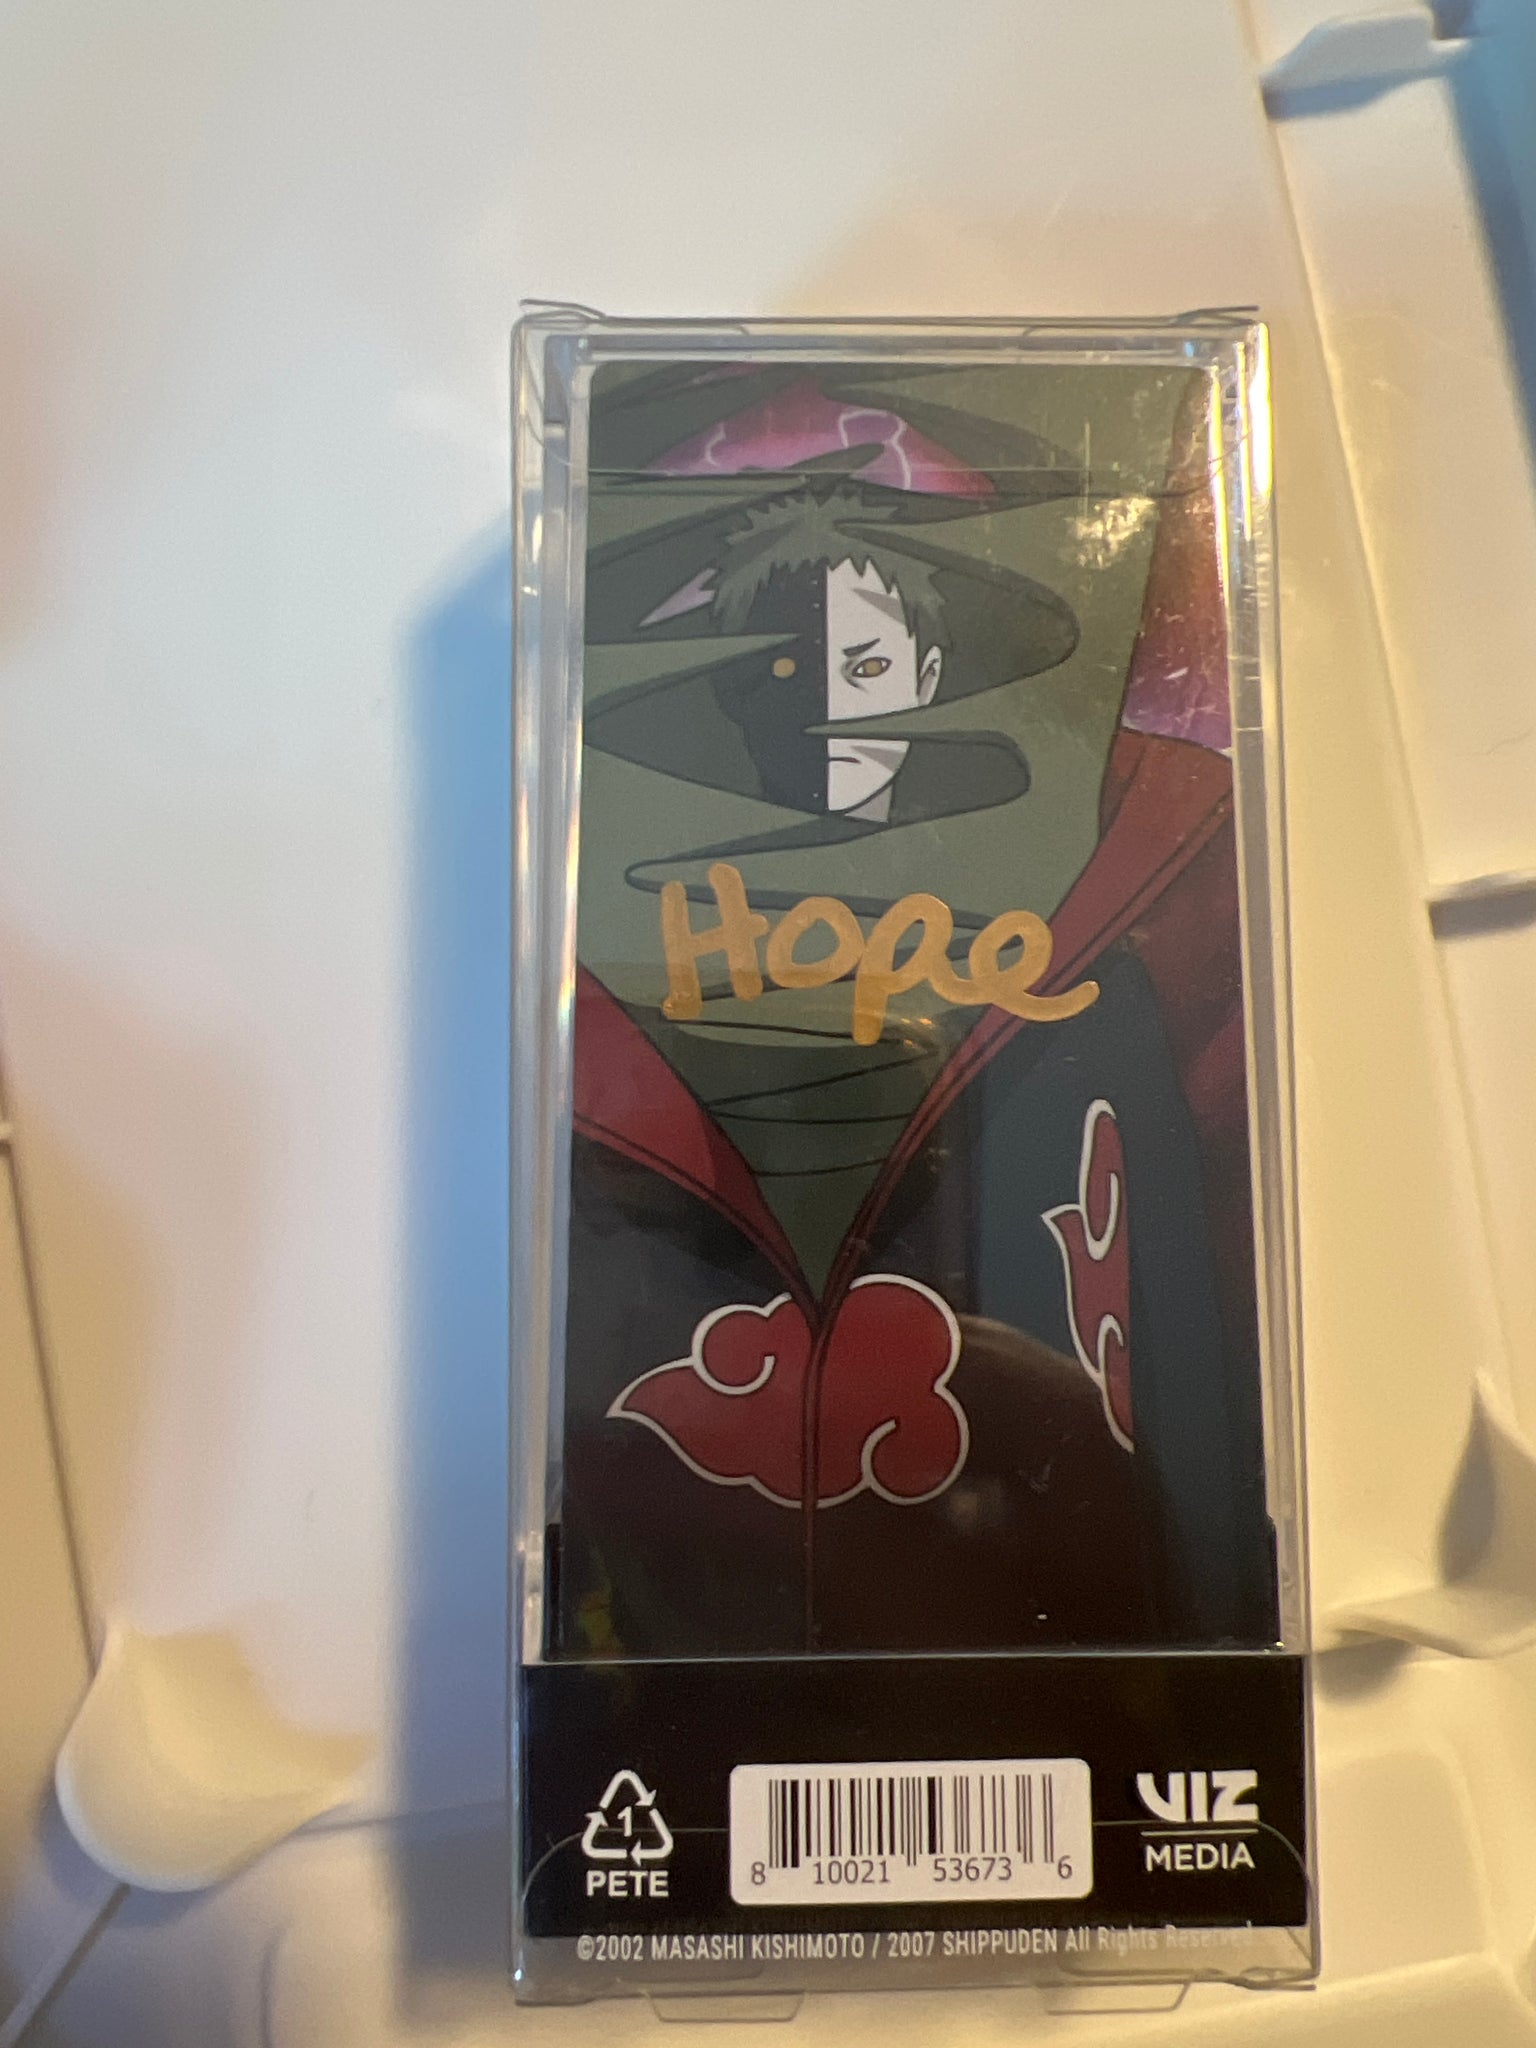 Hope
1
PETE
8 10021 53673 6
VIZ
MEDIA
©2002 MASASHI KISHIMOTO / 2007 SHIPPUDEN All Rights Reserved